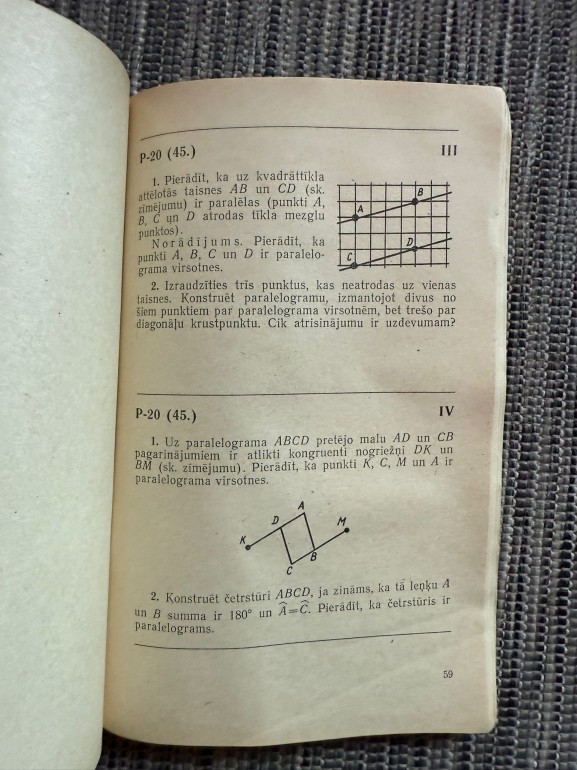 P-20 (45.) III
1. Pierādīt, ka uz kvadrāttīkla
attēlotās taisnes AB un CD (sk.
zīmējumu) ir paralēlas (punkti A,
B, C un D atrodas tīkla mezglu
punktos).
Norādījums. Pierādīt, ka
punkti A, B, C un D ir paralelo-
grama virsotnes.
A
B
C
D
2. Izraudzīties trīs punktus, kas neatrodas uz vienas
taisnes. Konstruēt paralelogramu, izmantojot divus no
šiem punktiem par paralelograma virsotnēm, bet trešo par
diagonāļu krustpunktu. Cik atrisinājumu ir uzdevumam?
P-20 (45.) IV
1. Uz paralelograma ABCD pretējo malu AD un CB
pagarinājumiem ir atlikti kongruenti nogriežņi DK un
BM (sk. zīmējumu). Pierādīt, ka punkti K, C, M un A ir
paralelograma virsotnes.
A
D
M
K
B
C
2. Konstruēt četrstūri ABCD, ja zināms, ka tā leņķu A
un B summa ir 180° un Â=Ĉ. Pierādīt, ka četrstūris ir
paralelograms.
59